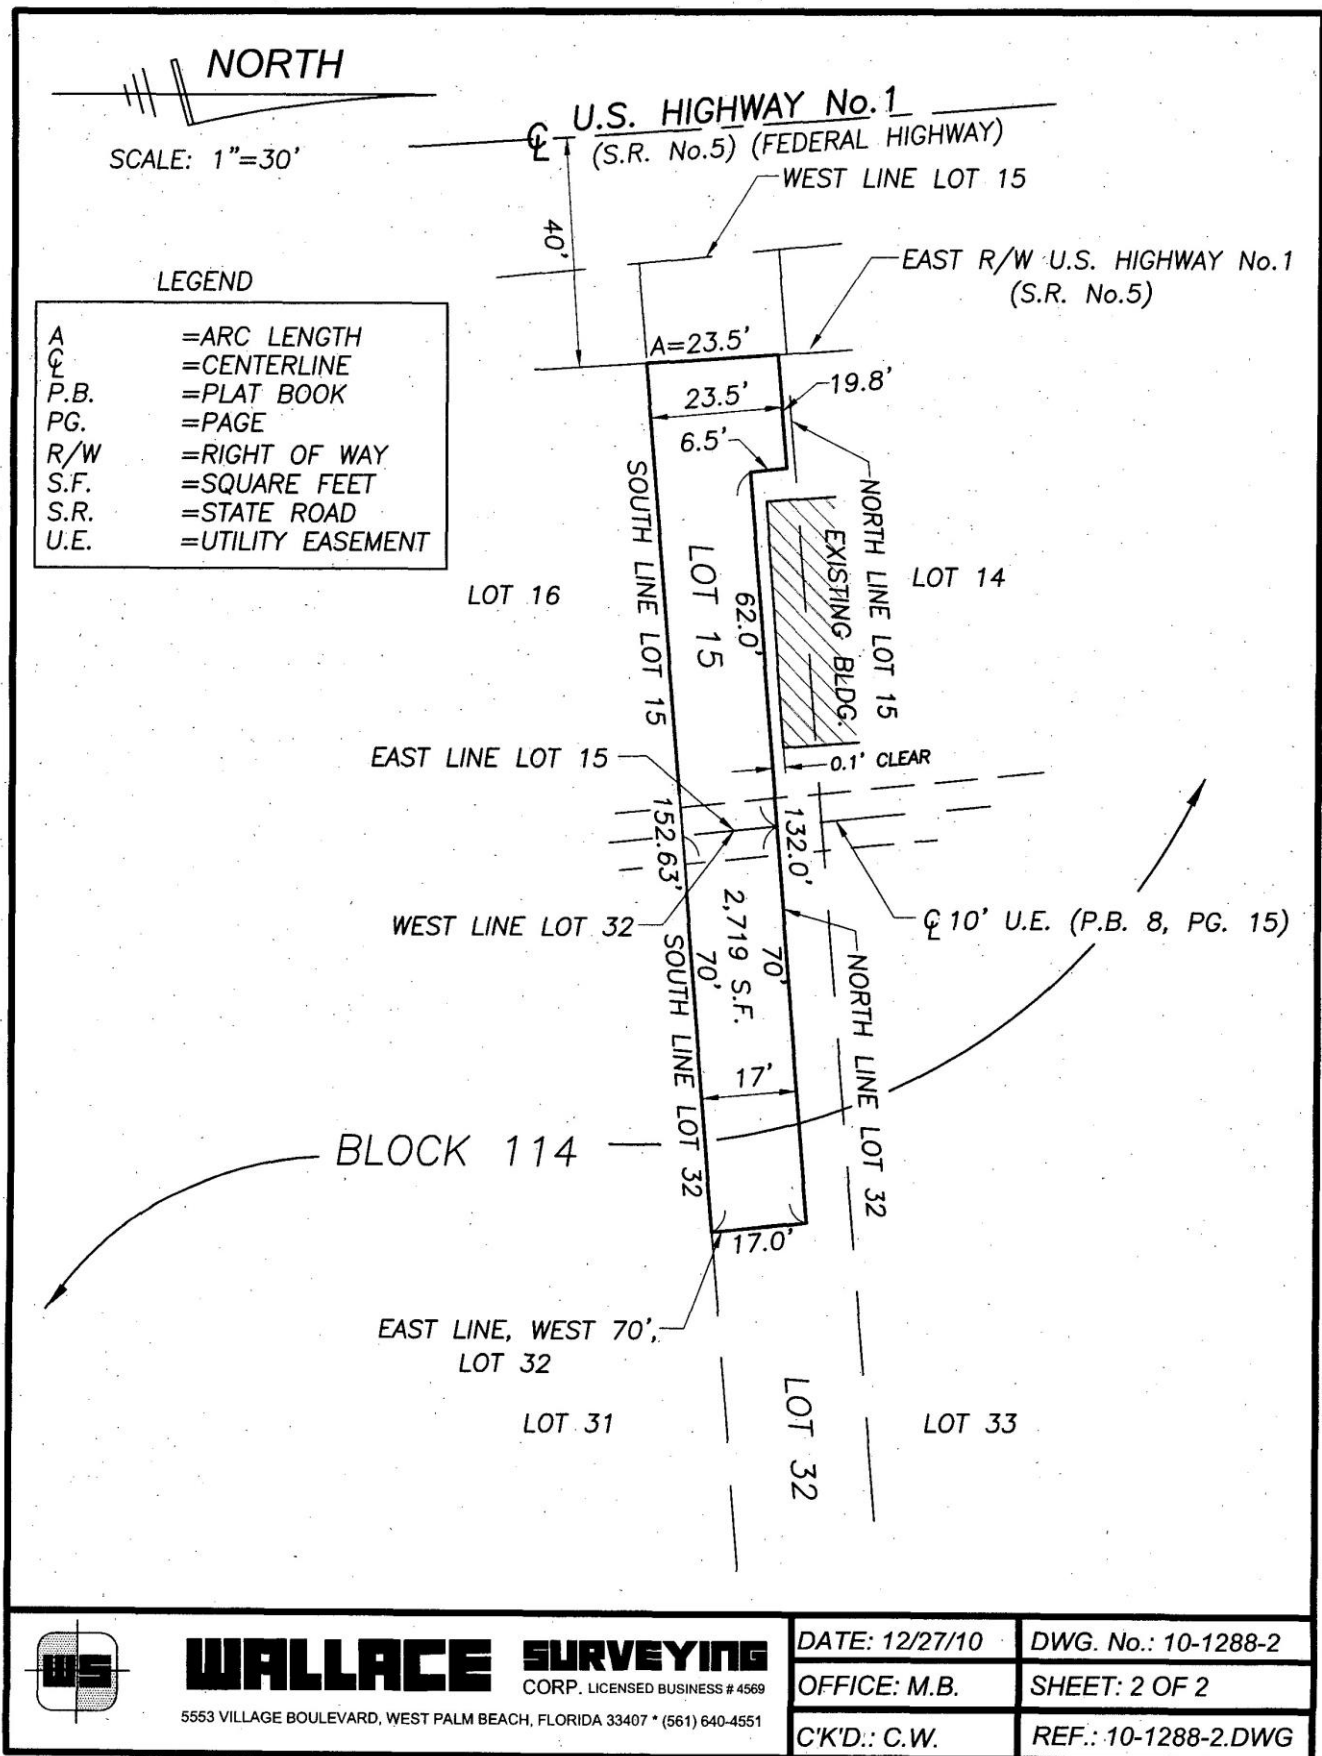 NORTH
SCALE: 1"=30'
℄ U.S. HIGHWAY No.1
(S.R. No.5) (FEDERAL HIGHWAY)
WEST LINE LOT 15
40'
EAST R/W U.S. HIGHWAY No.1
(S.R. No.5)
LEGEND
A =ARC LENGTH
℄ =CENTERLINE
P.B. =PLAT BOOK
PG. =PAGE
R/W =RIGHT OF WAY
S.F. =SQUARE FEET
S.R. =STATE ROAD
U.E. =UTILITY EASEMENT
A=23.5'
23.5'
19.8'
6.5'
SOUTH LINE LOT 15
LOT 15
62.0'
EXISTING BLDG.
NORTH LINE LOT 15
LOT 16
LOT 14
EAST LINE LOT 15
0.1' CLEAR
152.63'
132.0'
WEST LINE LOT 32
℄ 10' U.E. (P.B. 8, PG. 15)
2,719 S.F.
70'
70'
SOUTH LINE LOT 32
NORTH LINE LOT 32
17'
BLOCK 114
17.0'
EAST LINE, WEST 70',
LOT 32
LOT 31
LOT 32
LOT 33
WS
WALLACE SURVEYING
CORP. LICENSED BUSINESS # 4569
5553 VILLAGE BOULEVARD, WEST PALM BEACH, FLORIDA 33407 * (561) 640-4551
DATE: 12/27/10
DWG. No.: 10-1288-2
OFFICE: M.B.
SHEET: 2 OF 2
C'K'D.: C.W.
REF.: 10-1288-2.DWG